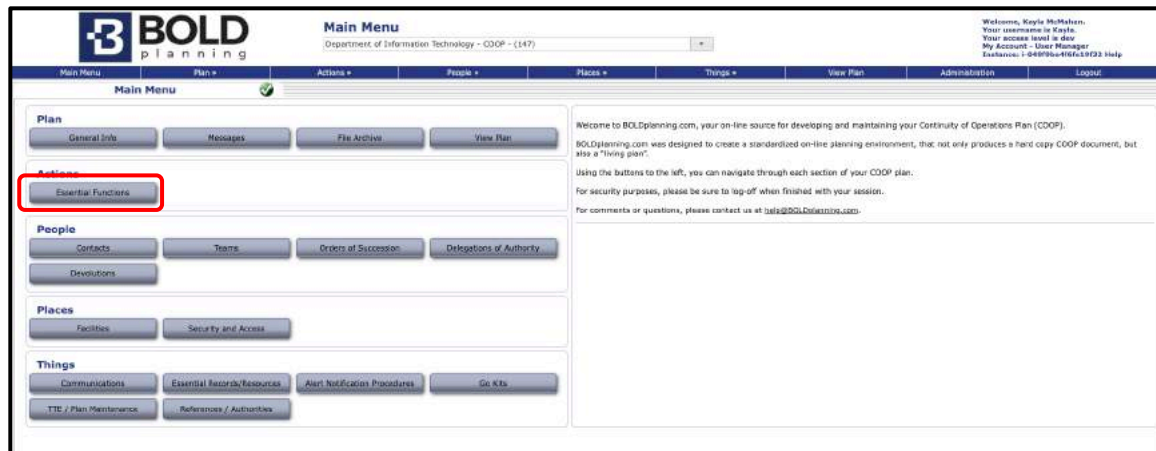 BOLD
planning
Main Menu
Department of Information Technology - COOP - (147)
Welcome, Kayla McMahan.
Your username is Kayla.
Your access level is dev
My Account - User Manager
Help
Main Menu
Plan
Actions
People
Places
Things
View Plan
Administration
Logout
Main Menu
Plan
General Info
Messages
File Archive
View Plan
Actions
Essential Functions
People
Contacts
Teams
Orders of Succession
Delegations of Authority
Devolutions
Places
Facilities
Security and Access
Things
Communications
Essential Records/Resources
Alert Notification Procedures
Go Kits
TTE / Plan Maintenance
References / Authorities
Welcome to BOLDplanning.com, your on-line source for developing and maintaining your Continuity of Operations Plan (COOP).
BOLDplanning.com was designed to create a standardized on-line planning environment, that not only produces a hard copy COOP document, but
also a "living plan".
Using the buttons to the left, you can navigate through each section of your COOP plan.
For security purposes, please be sure to log-off when finished with your session.
For comments or questions, please contact us at help@BOLDplanning.com.